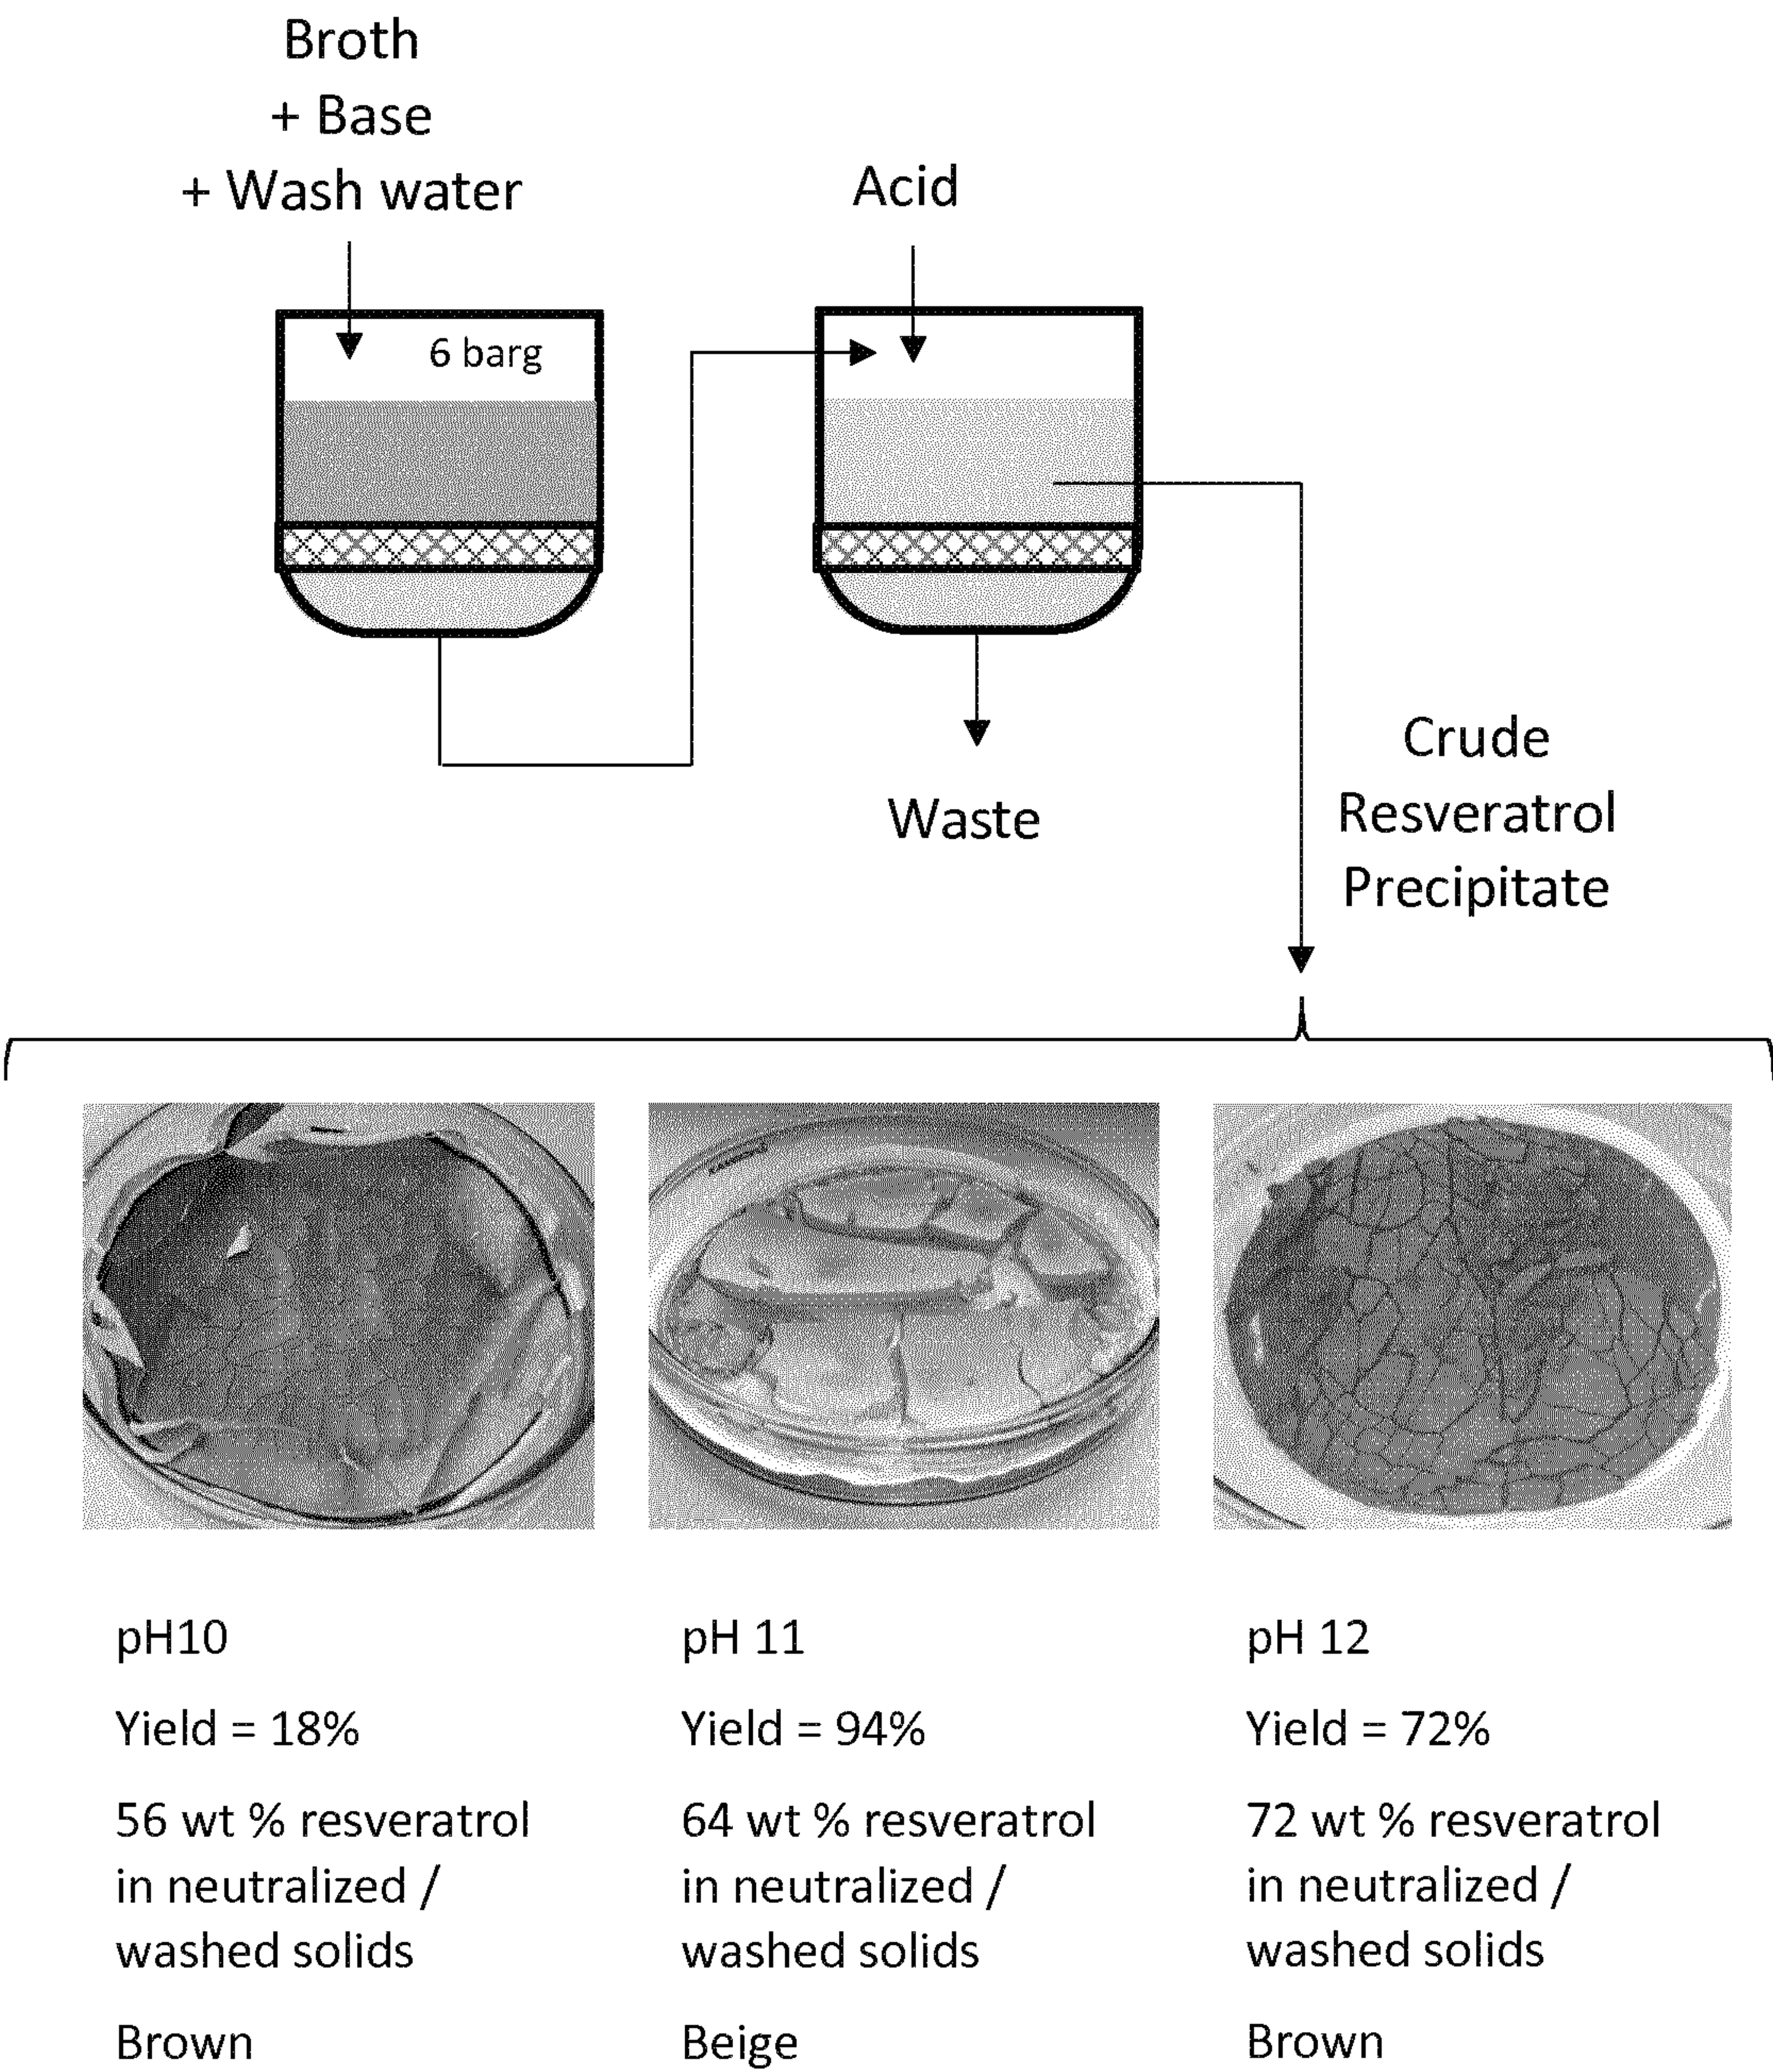 Broth
+ Base
+ Wash water
Acid
6 barg
Waste
Crude
Resveratrol
Precipitate
pH10
Yield = 18%
56 wt % resveratrol
in neutralized /
washed solids
Brown
pH 11
Yield = 94%
64 wt % resveratrol
in neutralized /
washed solids
Beige
pH 12
Yield = 72%
72 wt % resveratrol
in neutralized /
washed solids
Brown